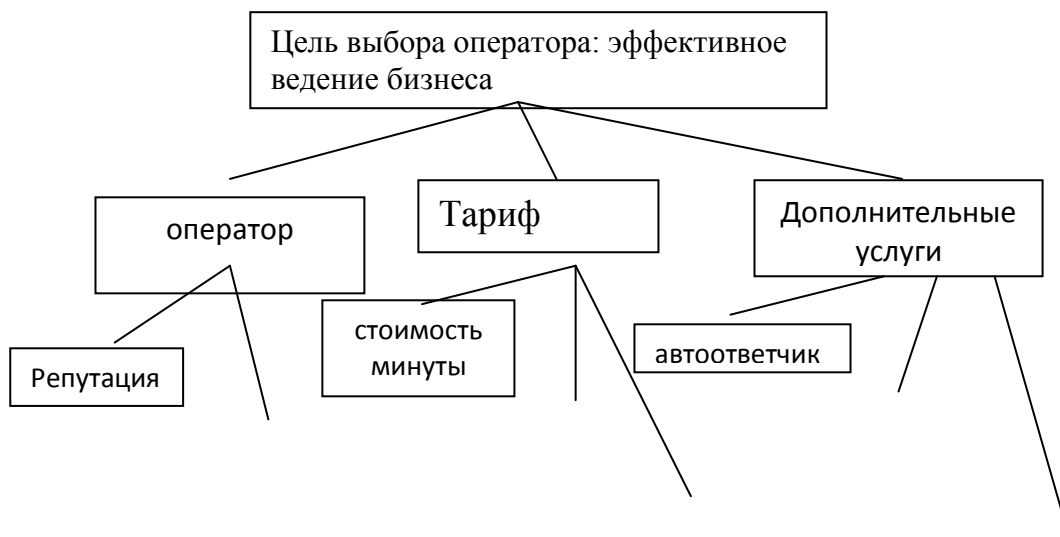 Цель выбора оператора: эффективное
ведение бизнеса
оператор
Тариф
Дополнительные
услуги
Репутация
стоимость
минуты
автоответчик